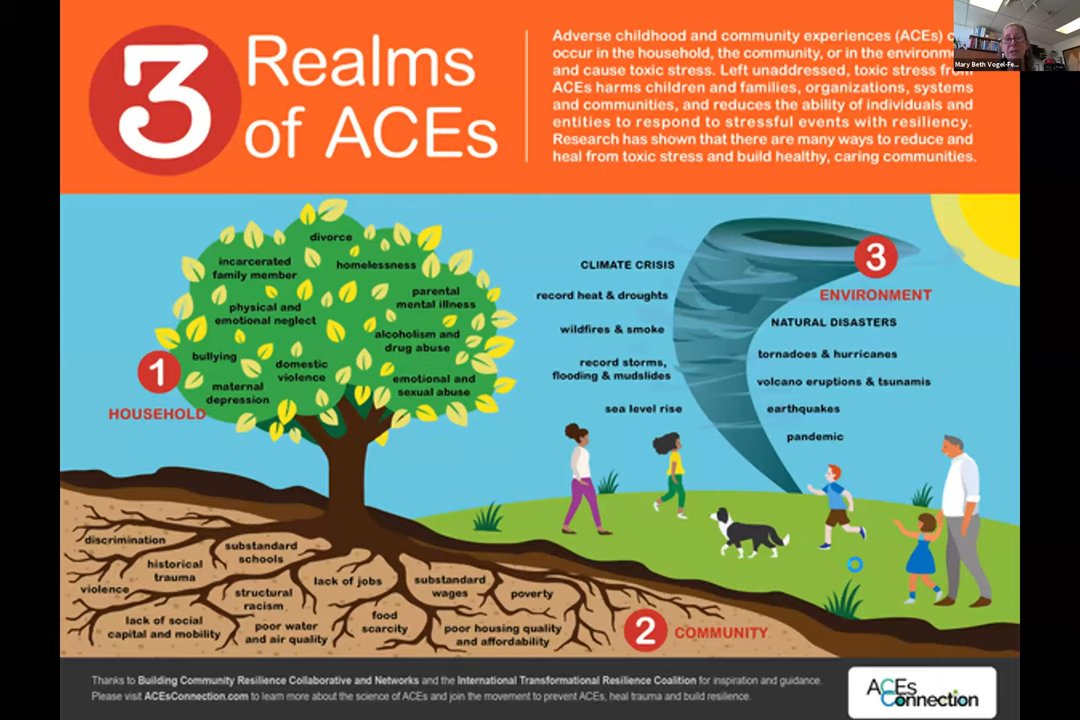 3 Realms
of ACEs
Adverse childhood and community experiences (ACEs)
occur in the household, the community, or in the
and cause toxic stress. Left unaddressed, toxic stress from
ACEs harms children and families, organizations, systems
and communities, and reduces the ability of individuals and
entities to respond to stressful events with resiliency.
Research has shown that there are many ways to reduce and
heal from toxic stress and build healthy, caring communities.
Mary Beth Vogel-Fe...
divorce
incarcerated
family member
homelessness
parental
mental illness
physical and
emotional neglect
alcoholism and
drug abuse
bullying
domestic
violence
maternal
depression
emotional and
sexual abuse
1
HOUSEHOLD
CLIMATE CRISIS
record heat & droughts
wildfires & smoke
record storms,
flooding & mudslides
sea level rise
3
ENVIRONMENT
NATURAL DISASTERS
tornadoes & hurricanes
volcano eruptions & tsunamis
earthquakes
pandemic
discrimination
substandard
schools
historical
trauma
violence
structural
racism
lack of jobs
substandard
wages
poverty
lack of social
capital and mobility
poor water
and air quality
food
scarcity
poor housing quality
and affordability
2
COMMUNITY
Thanks to Building Community Resilience Collaborative and Networks and the International Transformational Resilience Coalition for inspiration and guidance.
Please visit ACEsConnection.com to learn more about the science of ACEs and join the movement to prevent ACEs, heal trauma and build resilience.
ACEs
Connection